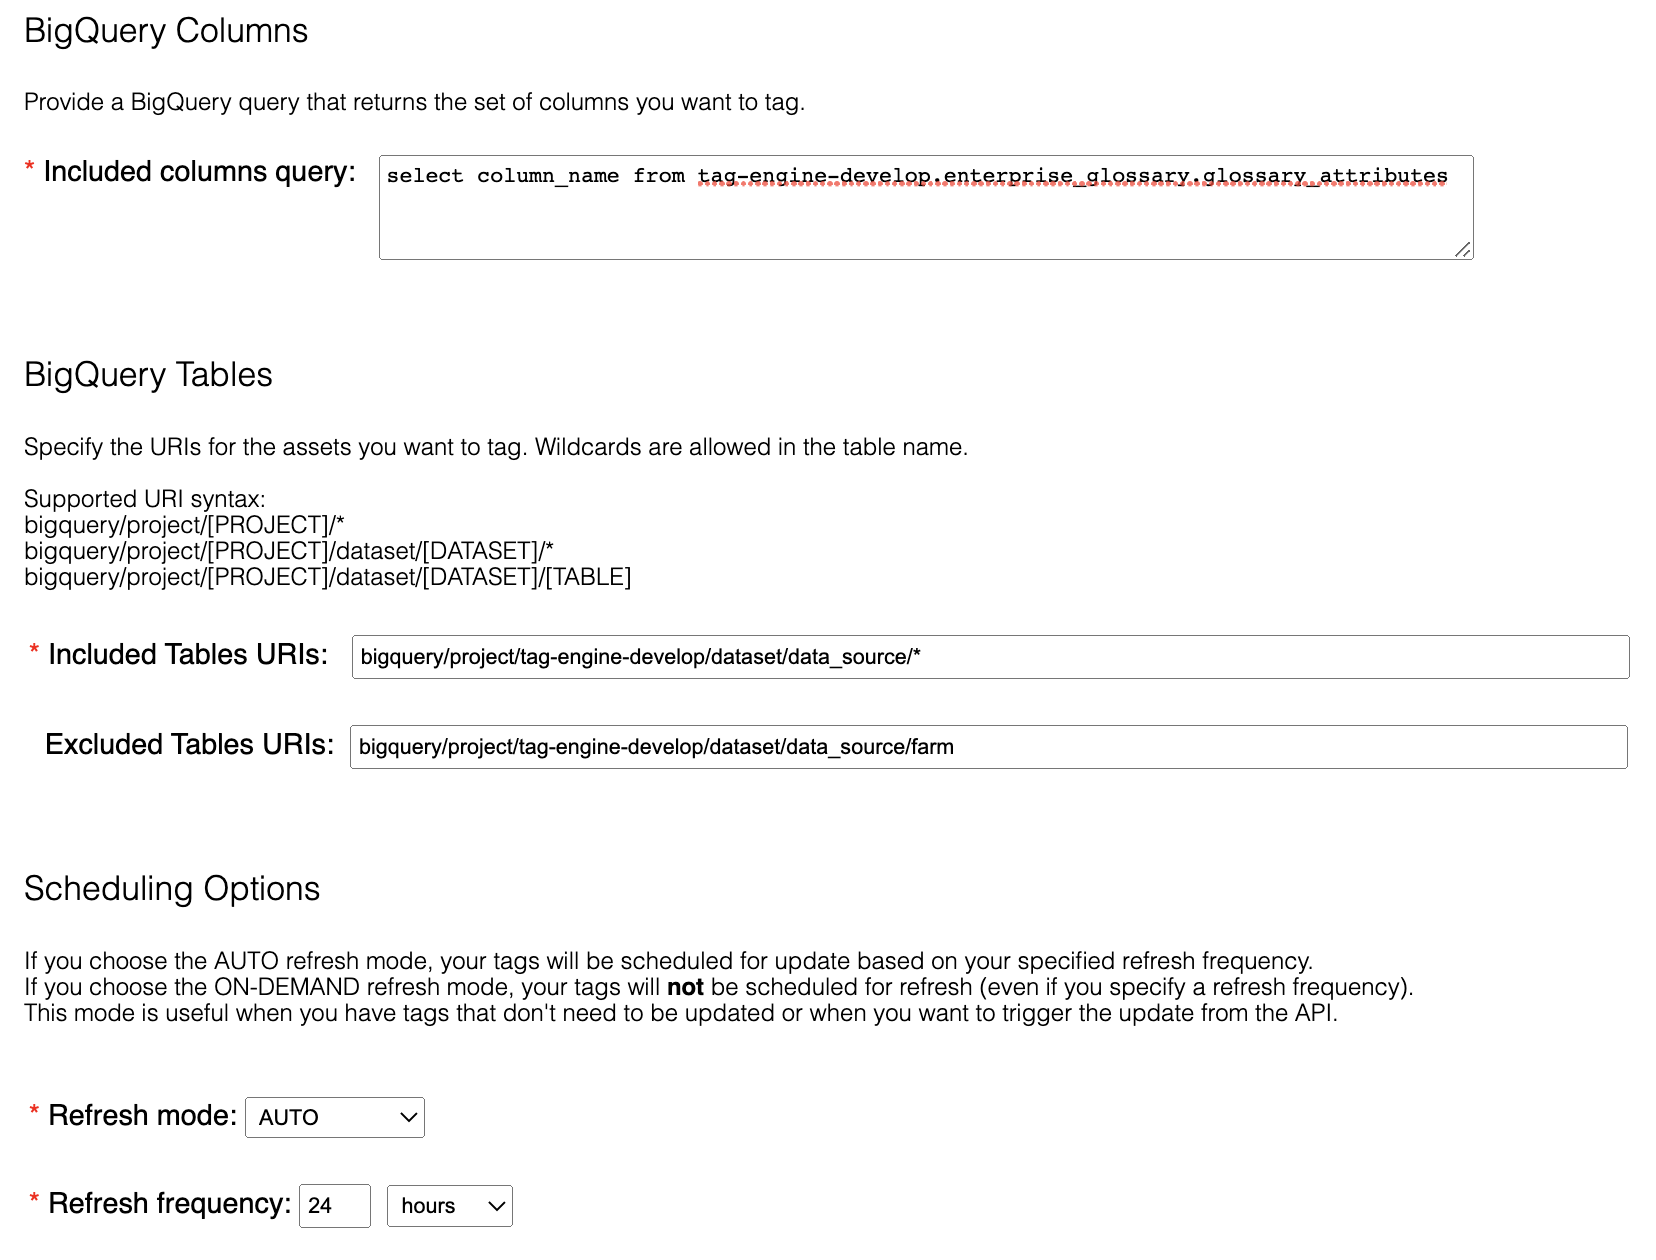 BigQuery Columns
Provide a BigQuery query that returns the set of columns you want to tag.
* Included columns query: select column_name from tag-engine-develop.enterprise_glossary.glossary_attributes
BigQuery Tables
Specify the URIs for the assets you want to tag. Wildcards are allowed in the table name.
Supported URI syntax:
bigquery/project/[PROJECT]/*
bigquery/project/[PROJECT]/dataset/[DATASET]/*
bigquery/project/[PROJECT]/dataset/[DATASET]/[TABLE]
* Included Tables URIs: bigquery/project/tag-engine-develop/dataset/data_source/*
Excluded Tables URIs: bigquery/project/tag-engine-develop/dataset/data_source/farm
Scheduling Options
If you choose the AUTO refresh mode, your tags will be scheduled for update based on your specified refresh frequency.
If you choose the ON-DEMAND refresh mode, your tags will not be scheduled for refresh (even if you specify a refresh frequency).
This mode is useful when you have tags that don't need to be updated or when you want to trigger the update from the API.
* Refresh mode: AUTO
* Refresh frequency: 24 hours